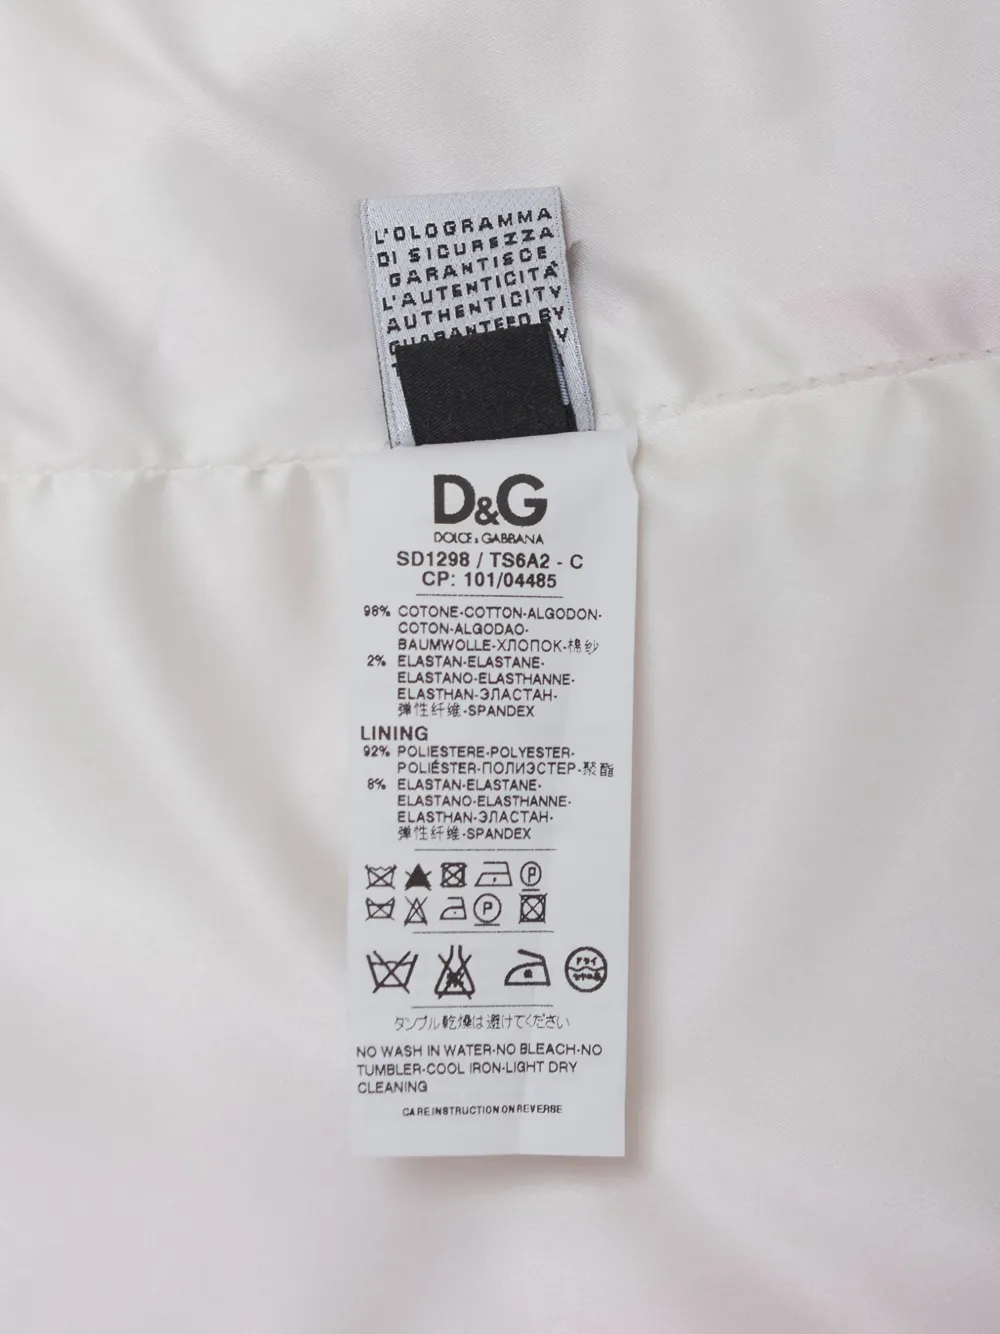 L'OLOGRAMMA
DI SICUREZZA
GARANTISCE
L'AUTENTICITÀ
AUTHENTICITY
GUARANTEED BY
D&G
DOLCE & GABBANA
SD1298 / TS6A2 - C
CP: 101/04485
98% COTONE-COTTON-ALGODON-
COTON-ALGODAO-
BAUMWOLLE-ХЛОПОК-棉纱
2% ELASTAN-ELASTANE-
ELASTANO-ELASTHANNE-
ELASTHAN-ЭЛАСТАН-
弹性纤维-SPANDEX
LINING
92% POLIESTERE-POLYESTER-
POLIÉSTER-ПОЛИЭСТЕР-聚酯
8% ELASTAN-ELASTANE-
ELASTANO-ELASTHANNE-
ELASTHAN-ЭЛАСТАН-
弹性纤维-SPANDEX
P
P
ドライ
タンブル乾燥は避けてください
NO WASH IN WATER-NO BLEACH-NO
TUMBLER-COOL IRON-LIGHT DRY
CLEANING
CARE INSTRUCTION ON REVERSE